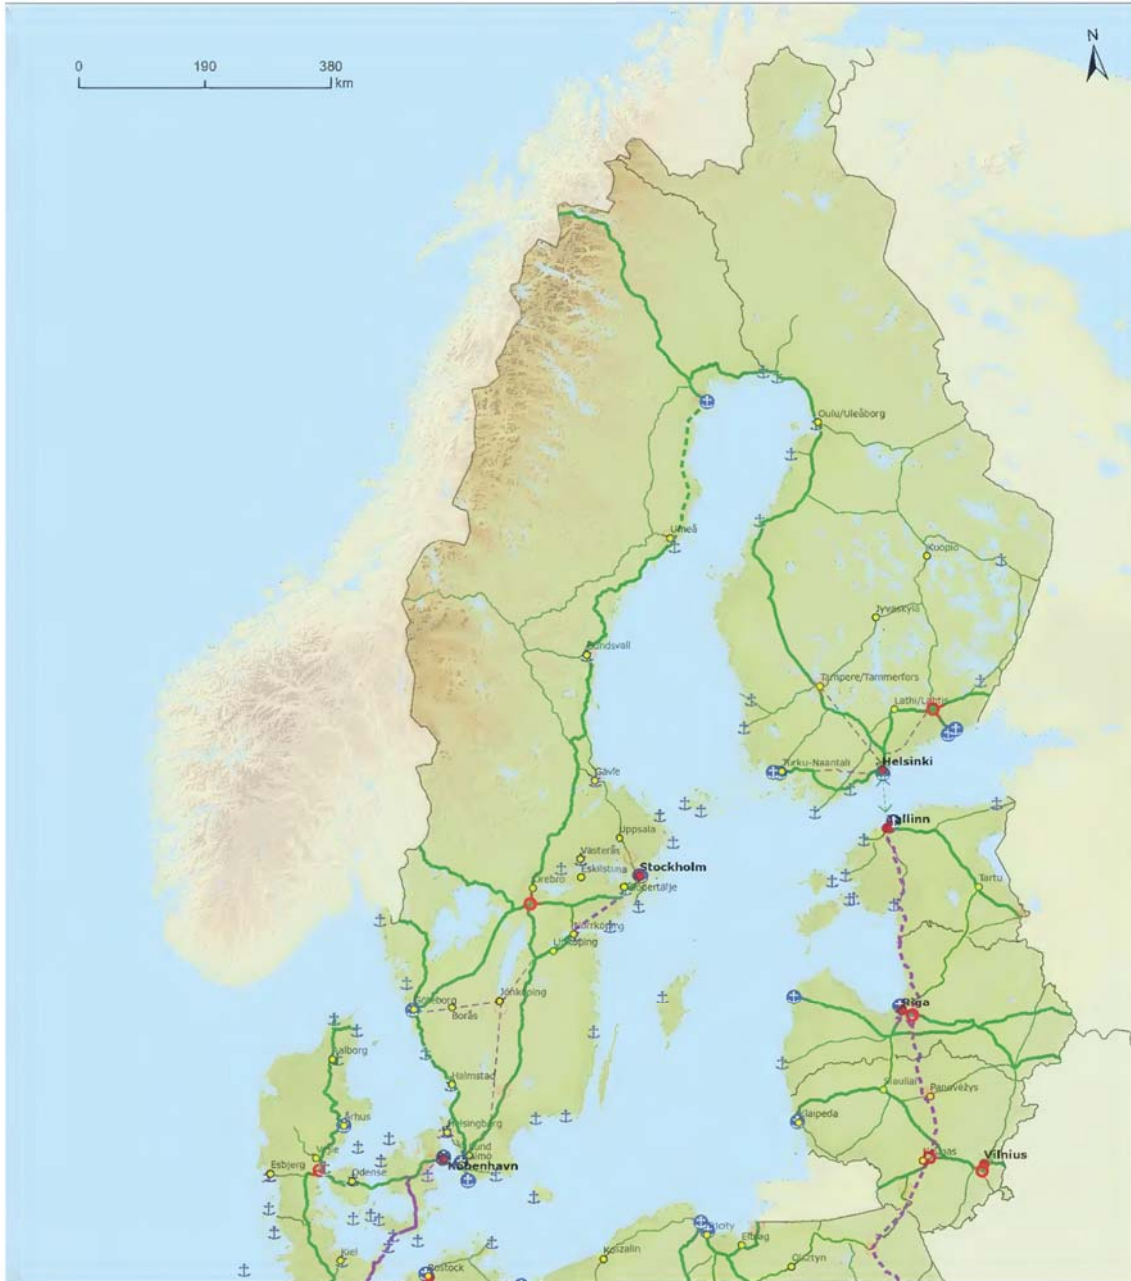 N
0 190 380
km
Oulu/Uleåborg
Umeå
Kuopio
Jyväskylä
Sundsvall
Tampere/Tammerfors
Lathi/Lahtis
Turku-Naantali
Helsinki
Gävle
Tallinn
Uppsala
Västerås
Stockholm
Eskilstuna
Örebro
Södertälje
Tartu
Norrköping
Linköping
Jönköping
Göteborg
Borås
Riga
Aalborg
Halmstad
Siauliai
Panevėžys
Århus
Helsingborg
Klaipeda
Lund
Vejle
København
Kaunas
Vilnius
Esbjerg
Odense
Elbląg
Koszalin
Olsztyn
Kiel
Rostock